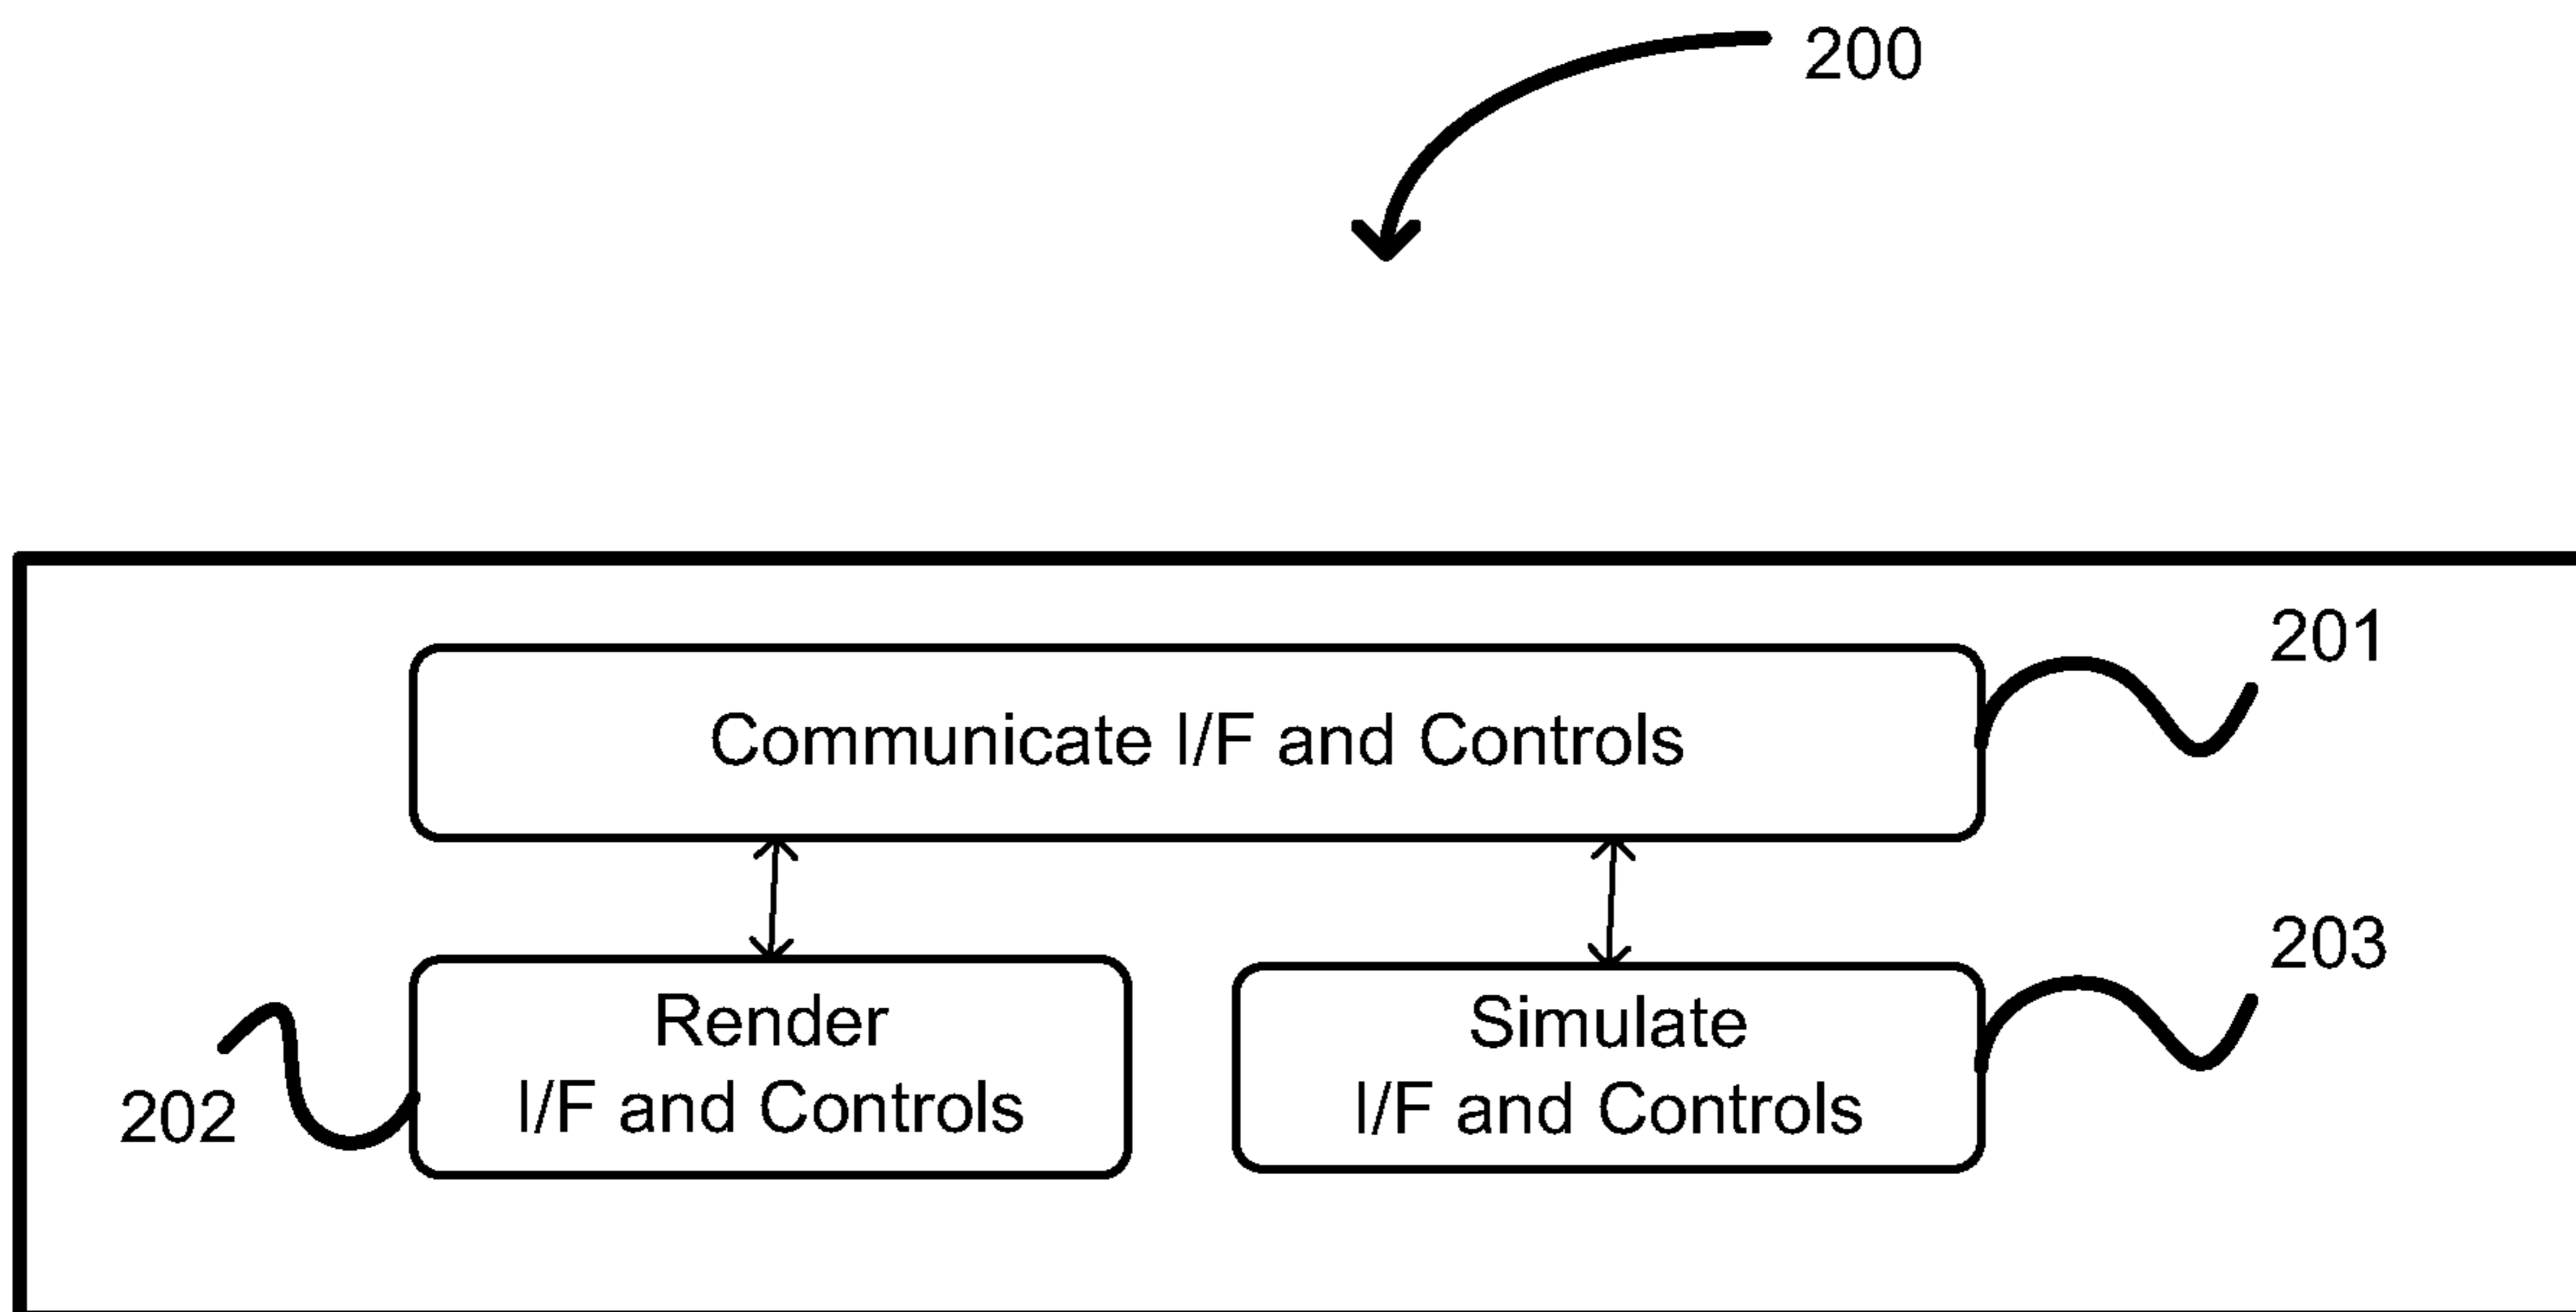 200
201
Communicate I/F and Controls
203
Render
I/F and Controls
Simulate
I/F and Controls
202